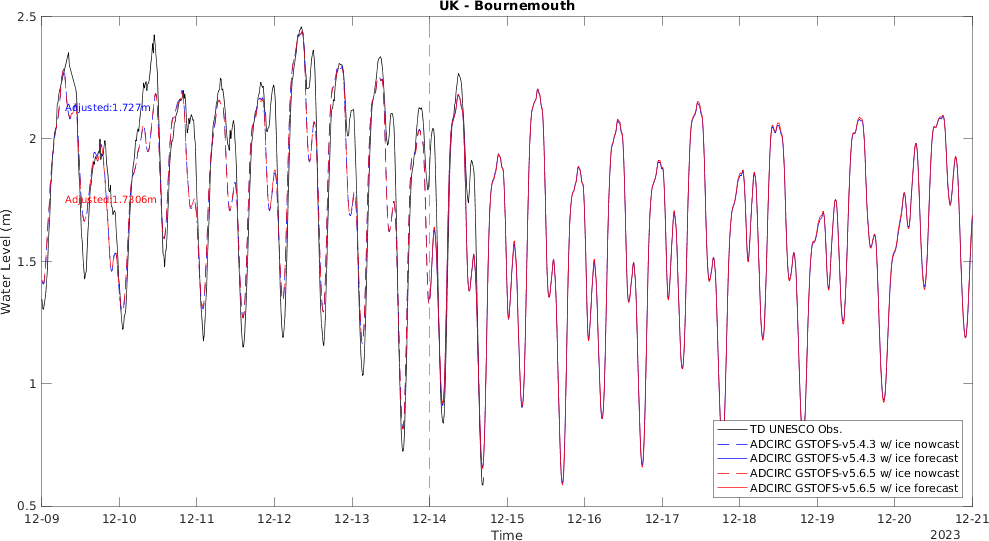 UK - Bournemouth
2.5
2
1.5
1
0.5
Water Level (m)
Adjusted:1.727m
Adjusted:1.7306m
TD UNESCO Obs.
ADCIRC GSTOFS-v5.4.3 w/ ice nowcast
ADCIRC GSTOFS-v5.4.3 w/ ice forecast
ADCIRC GSTOFS-v5.6.5 w/ ice nowcast
ADCIRC GSTOFS-v5.6.5 w/ ice forecast
12-09 12-10 12-11 12-12 12-13 12-14 12-15 12-16 12-17 12-18 12-19 12-20 12-21
Time
2023